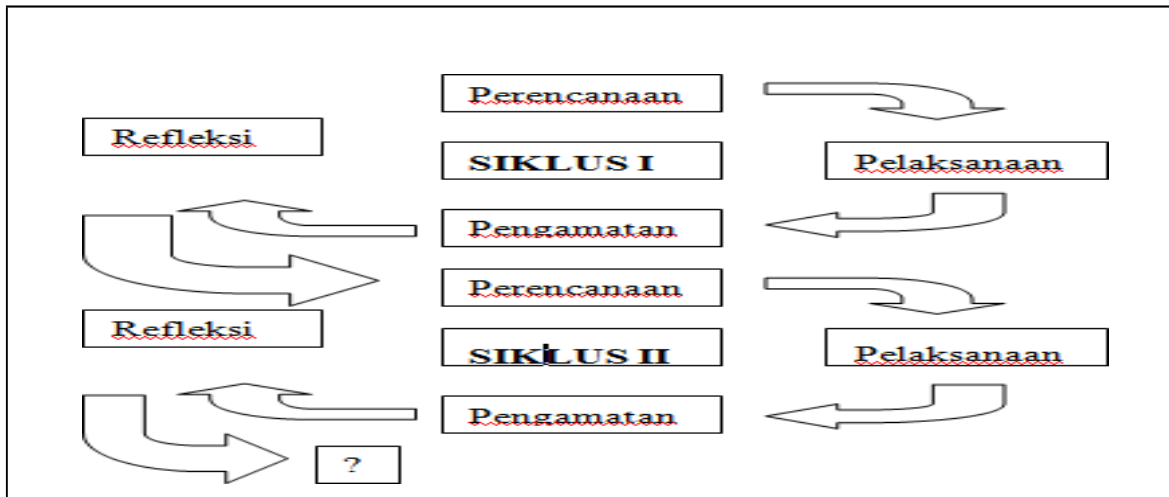 Perencanaan
Refleksi
SIKLUS I
Pelaksanaan
Pengamatan
Perencanaan
Refleksi
SIKLUS II
Pelaksanaan
Pengamatan
?